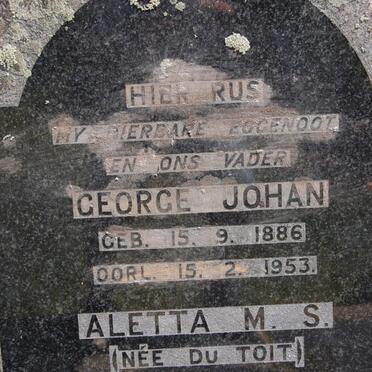 HIER RUS
MY DIERBARE EGGENOOT
EN ONS VADER
GEORGE JOHAN
GEB. 15. 9. 1886
OORL. 15. 2. 1953.
ALETTA M. S.
(NÉE DU TOIT)